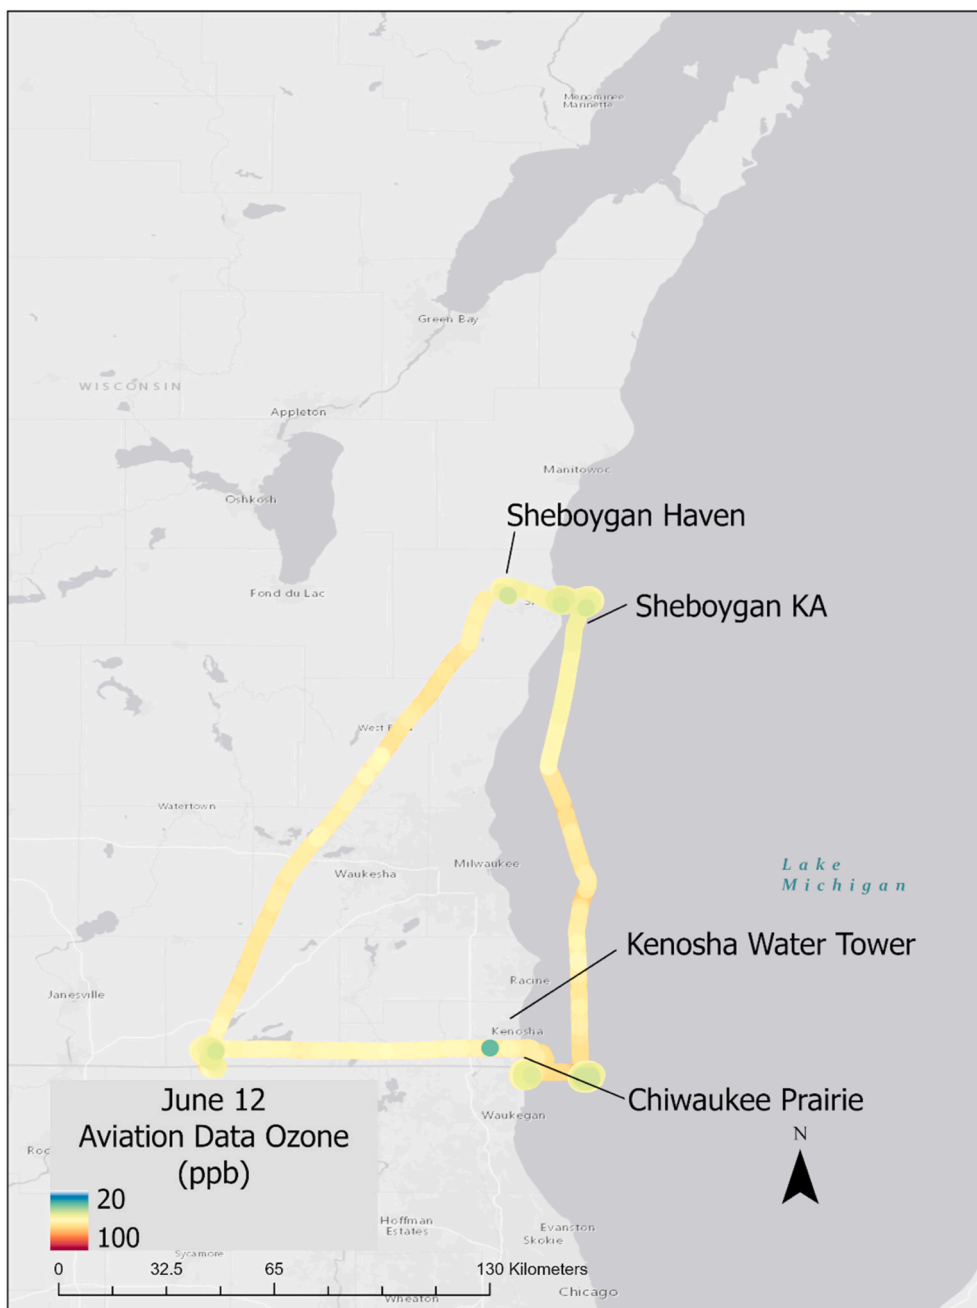 Menominee
Marinette
Green Bay
WISCONSIN
Appleton
Manitowoc
Oshkosh
Sheboygan Haven
Fond du Lac
Sheboygan KA
Watertown
Milwaukee
Waukesha
Lake
Michigan
Kenosha Water Tower
Racine
Janesville
Kenosha
Chiwaukee Prairie
Waukegan
June 12
Aviation Data Ozone
(ppb)
N
20
100
Hoffman
Estates
Evanston
Skokie
Sycamore
0 32.5 65 130 Kilometers
Wheaton
Chicago